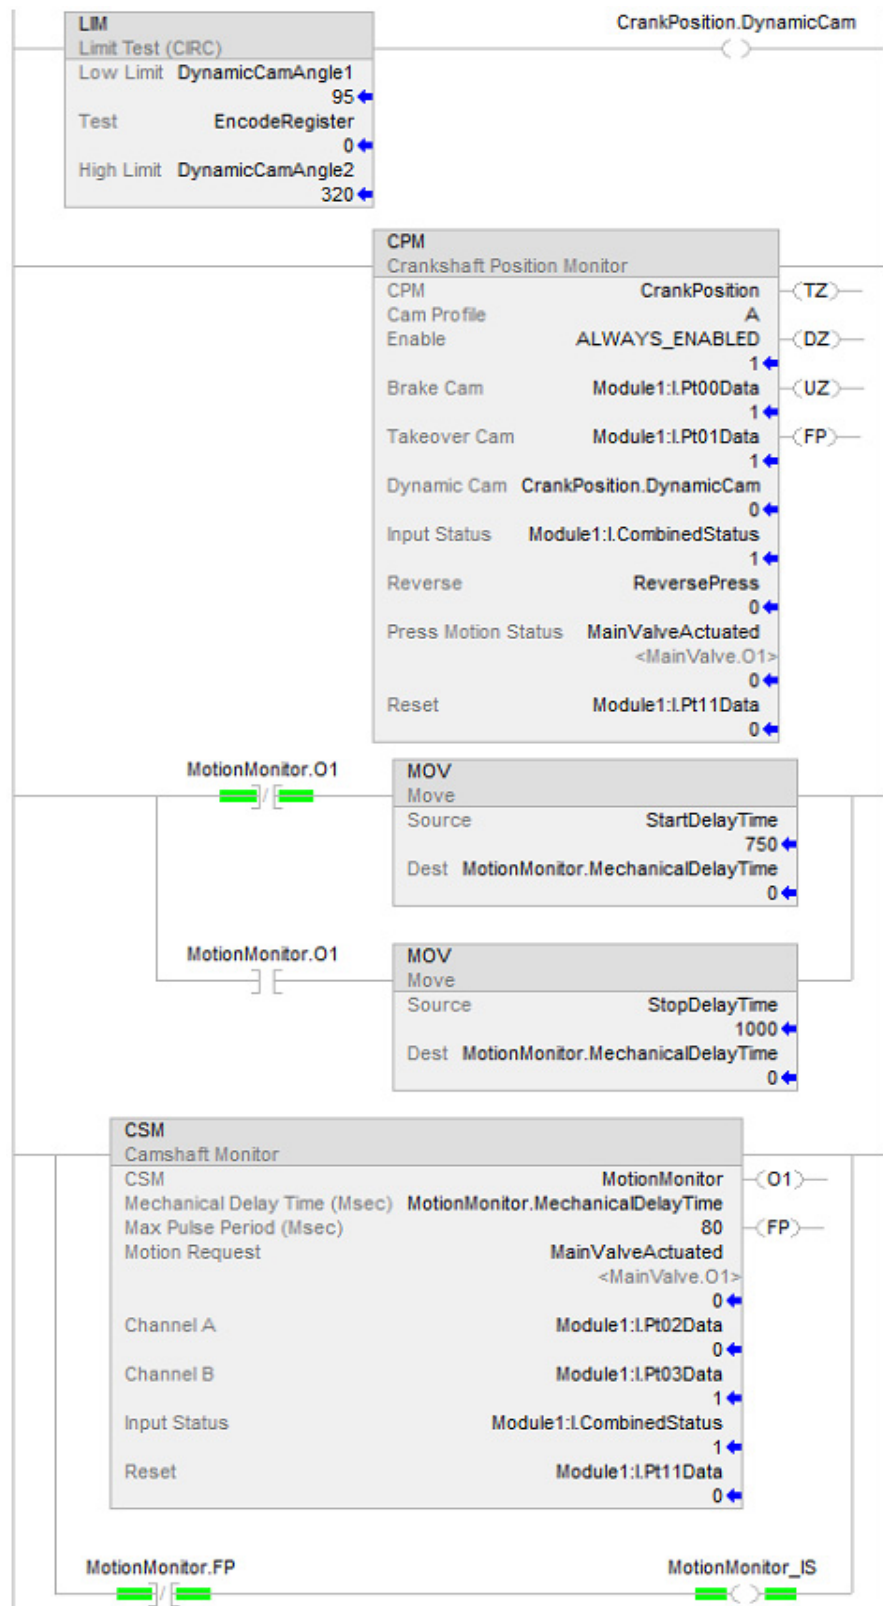 LIM
CrankPosition.DynamicCam
Limit Test (CIRC)
Low Limit DynamicCamAngle1
95
Test EncodeRegister
0
High Limit DynamicCamAngle2
320
CPM
Crankshaft Position Monitor
CPM CrankPosition TZ
Cam Profile A
Enable ALWAYS_ENABLED DZ
1
Brake Cam Module1:I.Pt00Data UZ
1
Takeover Cam Module1:I.Pt01Data FP
1
Dynamic Cam CrankPosition.DynamicCam
0
Input Status Module1:I.CombinedStatus
1
Reverse ReversePress
0
Press Motion Status MainValveActuated
<MainValve.O1>
0
Reset Module1:I.Pt11Data
0
MotionMonitor.O1
MOV
Move
Source StartDelayTime
750
Dest MotionMonitor.MechanicalDelayTime
0
MotionMonitor.O1
MOV
Move
Source StopDelayTime
1000
Dest MotionMonitor.MechanicalDelayTime
0
CSM
Camshaft Monitor
CSM MotionMonitor O1
Mechanical Delay Time (Msec) MotionMonitor.MechanicalDelayTime
Max Pulse Period (Msec) 80 FP
Motion Request MainValveActuated
<MainValve.O1>
0
Channel A Module1:I.Pt02Data
0
Channel B Module1:I.Pt03Data
1
Input Status Module1:I.CombinedStatus
1
Reset Module1:I.Pt11Data
0
MotionMonitor.FP MotionMonitor_IS